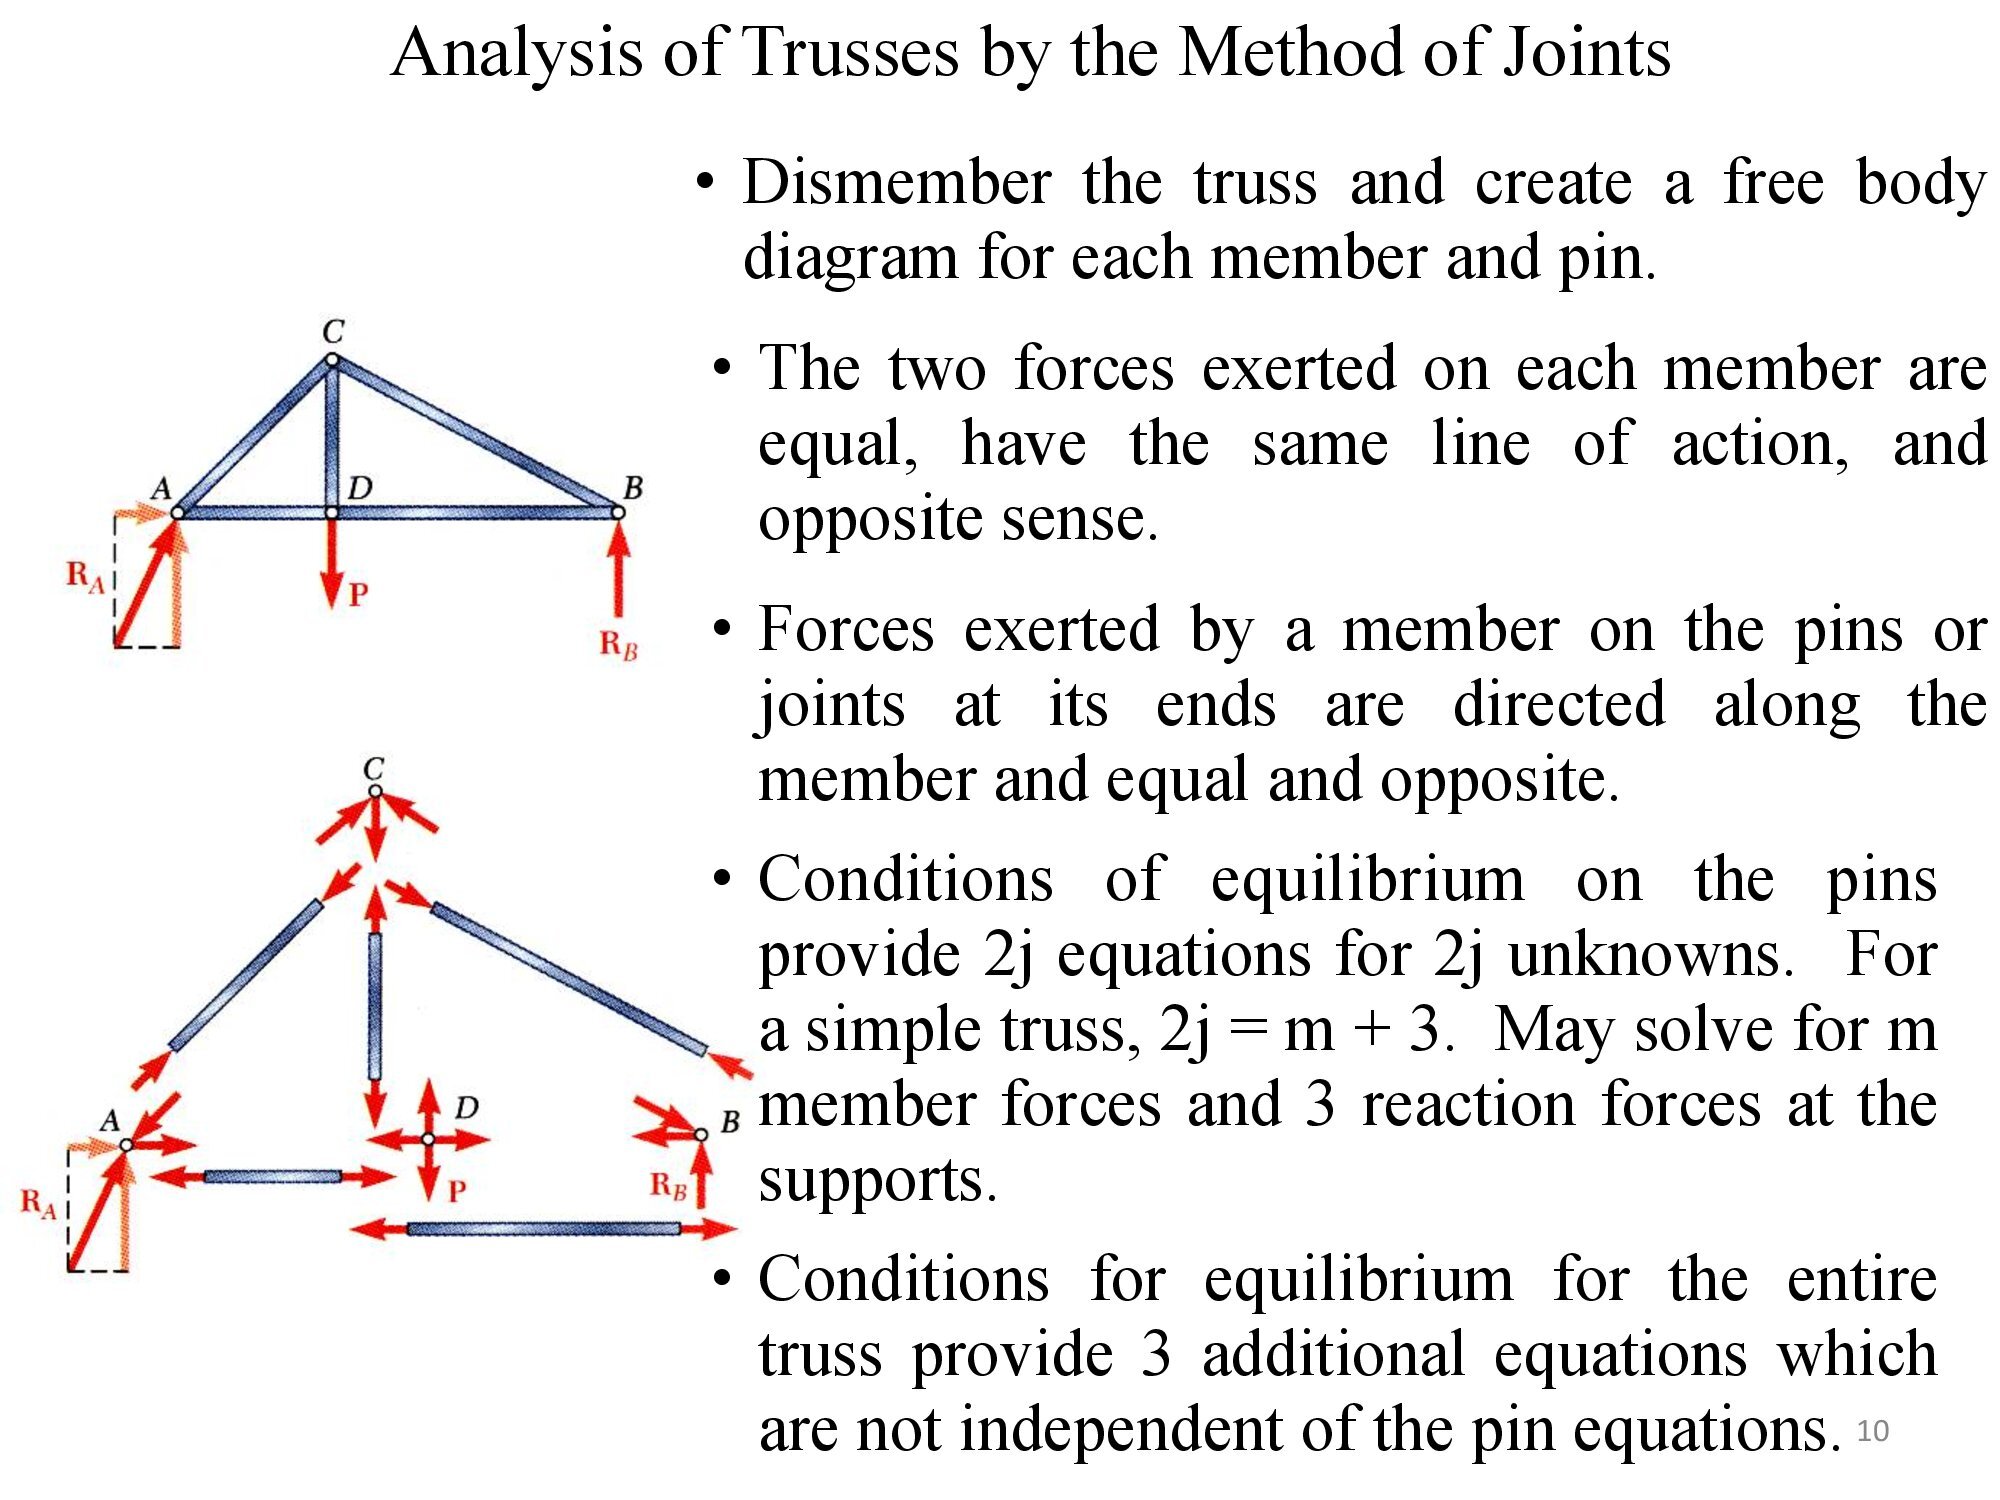 Analysis of Trusses by the Method of Joints
• Dismember the truss and create a free body
diagram for each member and pin.
• The two forces exerted on each member are
equal, have the same line of action, and
opposite sense.
• Forces exerted by a member on the pins or
joints at its ends are directed along the
member and equal and opposite.
• Conditions of equilibrium on the pins
provide 2j equations for 2j unknowns. For
a simple truss, 2j = m + 3. May solve for m
member forces and 3 reaction forces at the
supports.
• Conditions for equilibrium for the entire
truss provide 3 additional equations which
are not independent of the pin equations.
10
C
A
D
B
R_A
P
R_B
C
A
D
B
R_A
P
R_B